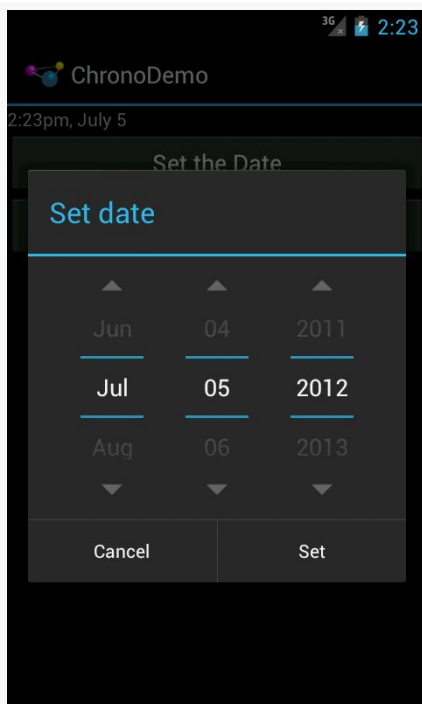 3G 2:23
ChronoDemo
2:23pm, July 5
Set the Date
Set date
Jun 04 2011
Jul 05 2012
Aug 06 2013
Cancel Set